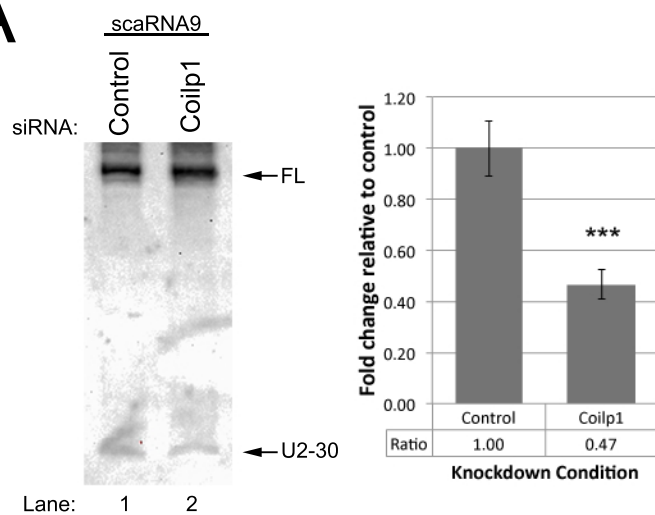 A
scaRNA9
siRNA: Control Coilp1
FL
U2-30
Lane: 1 2
Fold change relative to control
1.20
1.00
0.80
0.60
0.40
0.20
0.00
***
Control Coilp1
Ratio 1.00 0.47
Knockdown Condition